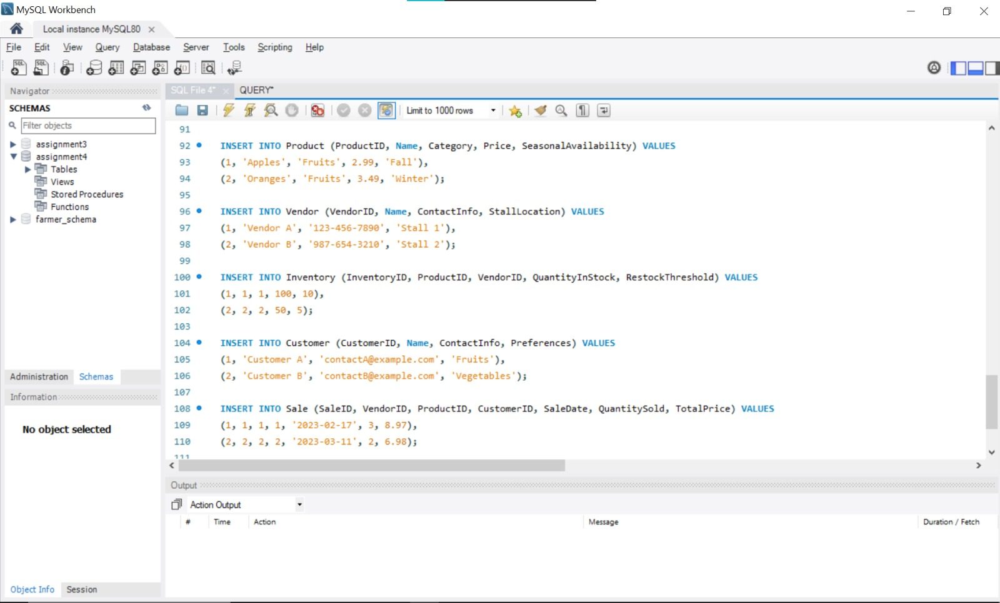 MySQL Workbench
Local instance MySQL80
File Edit View Query Database Server Tools Scripting Help
Navigator
SCHEMAS
Filter objects
assignment3
assignment4
Tables
Views
Stored Procedures
Functions
farmer_schema
Administration Schemas
Information
No object selected
Object Info Session
SQL File 4* QUERY*
Limit to 1000 rows
91
92 INSERT INTO Product (ProductID, Name, Category, Price, SeasonalAvailability) VALUES
93 (1, 'Apples', 'Fruits', 2.99, 'Fall'),
94 (2, 'Oranges', 'Fruits', 3.49, 'Winter');
95
96 INSERT INTO Vendor (VendorID, Name, ContactInfo, StallLocation) VALUES
97 (1, 'Vendor A', '123-456-7890', 'Stall 1'),
98 (2, 'Vendor B', '987-654-3210', 'Stall 2');
99
100 INSERT INTO Inventory (InventoryID, ProductID, VendorID, QuantityInStock, RestockThreshold) VALUES
101 (1, 1, 1, 100, 10),
102 (2, 2, 2, 50, 5);
103
104 INSERT INTO Customer (CustomerID, Name, ContactInfo, Preferences) VALUES
105 (1, 'Customer A', 'contactA@example.com', 'Fruits'),
106 (2, 'Customer B', 'contactB@example.com', 'Vegetables');
107
108 INSERT INTO Sale (SaleID, VendorID, ProductID, CustomerID, SaleDate, QuantitySold, TotalPrice) VALUES
109 (1, 1, 1, 1, '2023-02-17', 3, 8.97),
110 (2, 2, 2, 2, '2023-03-11', 2, 6.98);
111
Output
Action Output
# Time Action Message Duration / Fetch